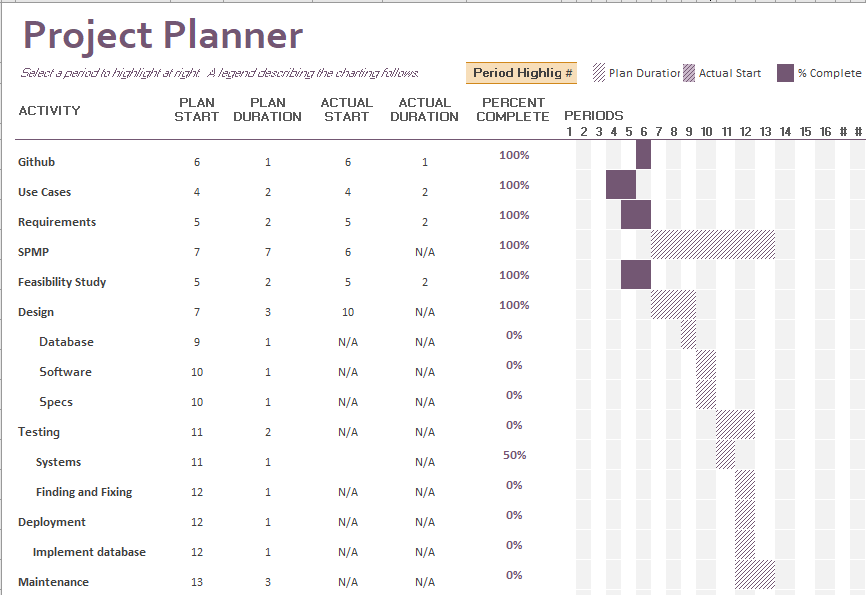 Project Planner
Select a period to highlight at right. A legend describing the charting follows.
Period Highlig #
Plan Duration
Actual Start
% Complete
ACTIVITY PLAN START PLAN DURATION ACTUAL START ACTUAL DURATION PERCENT COMPLETE PERIODS
1 2 3 4 5 6 7 8 9 10 11 12 13 14 15 16 # #
Github 6 1 6 1 100%
Use Cases 4 2 4 2 100%
Requirements 5 2 5 2 100%
SPMP 7 7 6 N/A 100%
Feasibility Study 5 2 5 2 100%
Design 7 3 10 N/A 100%
Database 9 1 N/A N/A 0%
Software 10 1 N/A N/A 0%
Specs 10 1 N/A N/A 0%
Testing 11 2 N/A N/A 0%
Systems 11 1 N/A 50%
Finding and Fixing 12 1 N/A N/A 0%
Deployment 12 1 N/A N/A 0%
Implement database 12 1 N/A N/A 0%
Maintenance 13 3 N/A N/A 0%